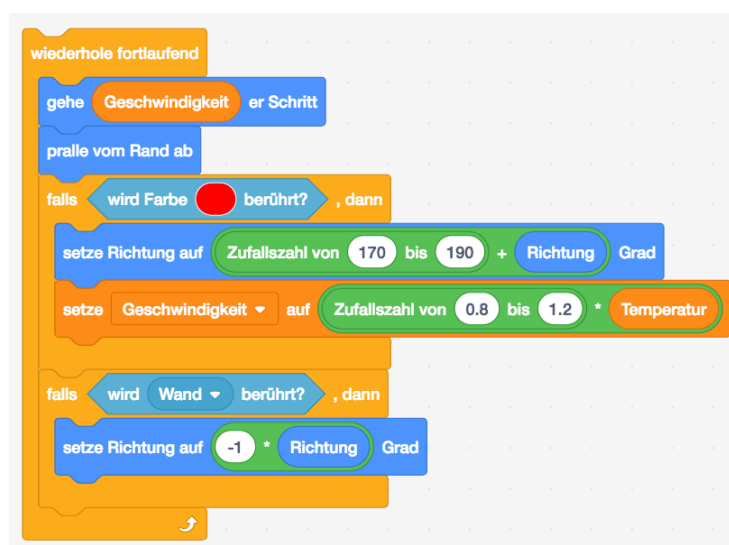 wiederhole fortlaufend
gehe Geschwindigkeit er Schritt
pralle vom Rand ab
falls wird Farbe berührt? , dann
setze Richtung auf Zufallszahl von 170 bis 190 + Richtung Grad
setze Geschwindigkeit auf Zufallszahl von 0.8 bis 1.2 * Temperatur
falls wird Wand berührt? , dann
setze Richtung auf -1 * Richtung Grad